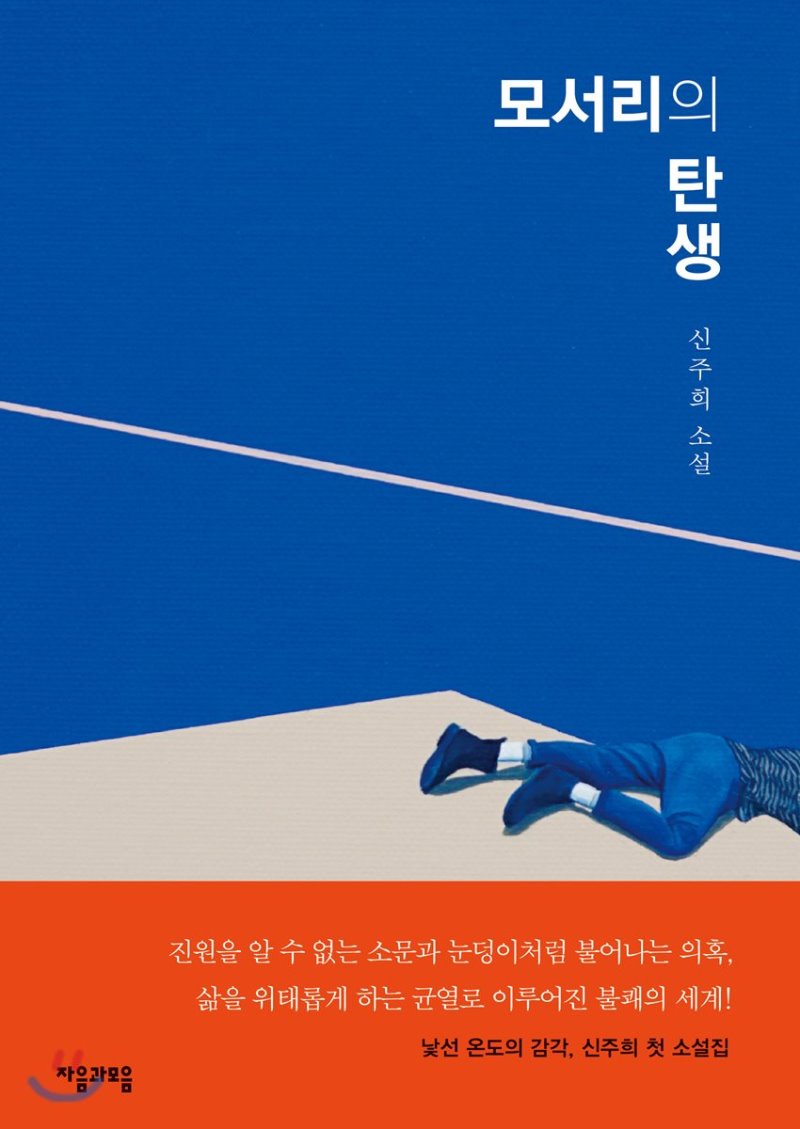 모서리의
탄생
신주희 소설
진원을 알 수 없는 소문과 눈덩이처럼 불어나는 의혹,
삶을 위태롭게 하는 균열로 이루어진 불쾌의 세계!
낯선 온도의 감각, 신주희 첫 소설집
자음과모음